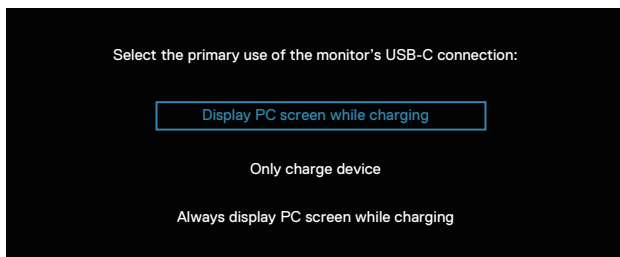 Select the primary use of the monitor’s USB-C connection:
Display PC screen while charging
Only charge device
Always display PC screen while charging